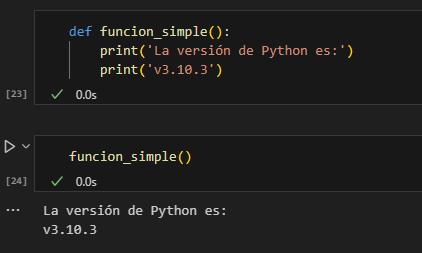 def funcion_simple():
print('La versión de Python es:')
print('v3.10.3')
[23]
0.0s
funcion_simple()
[24]
0.0s
La versión de Python es:
v3.10.3